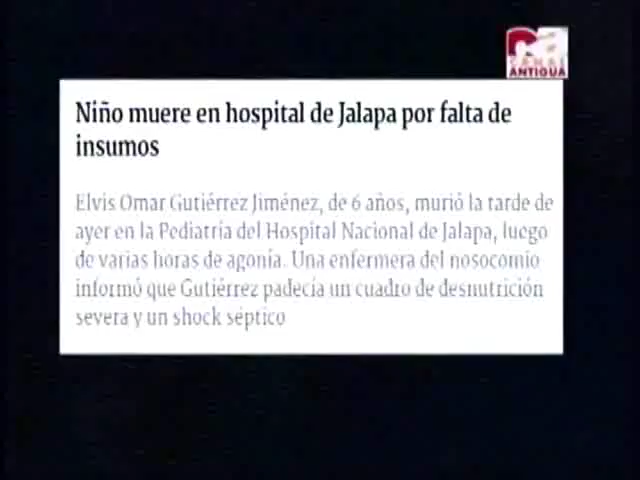 CANAL
ANTIGUA
Niño muere en hospital de Jalapa por falta de
insumos
Elvis Omar Gutiérrez Jiménez, de 6 años, murió la tarde de
ayer en la Pediatría del Hospital Nacional de Jalapa, luego
de varias horas de agonía. Una enfermera del nosocomio
informó que Gutiérrez padecía un cuadro de desnutrición
severa y un shock séptico